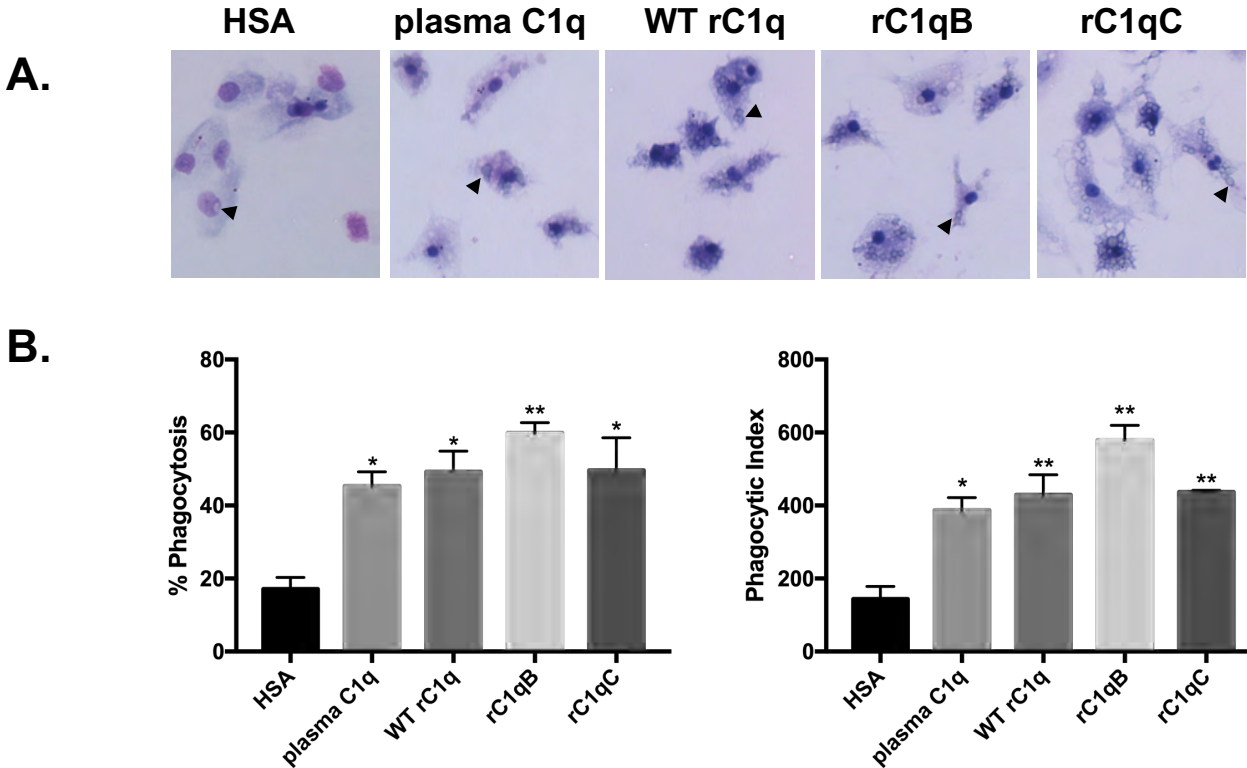 HSA plasma C1q WT rC1q rC1qB rC1qC
A.
B.
% Phagocytosis
80
60
40
20
0
* * ** *
HSA plasma C1q WT rC1q rC1qB rC1qC
Phagocytic Index
800
600
400
200
0
* ** ** **
HSA plasma C1q WT rC1q rC1qB rC1qC